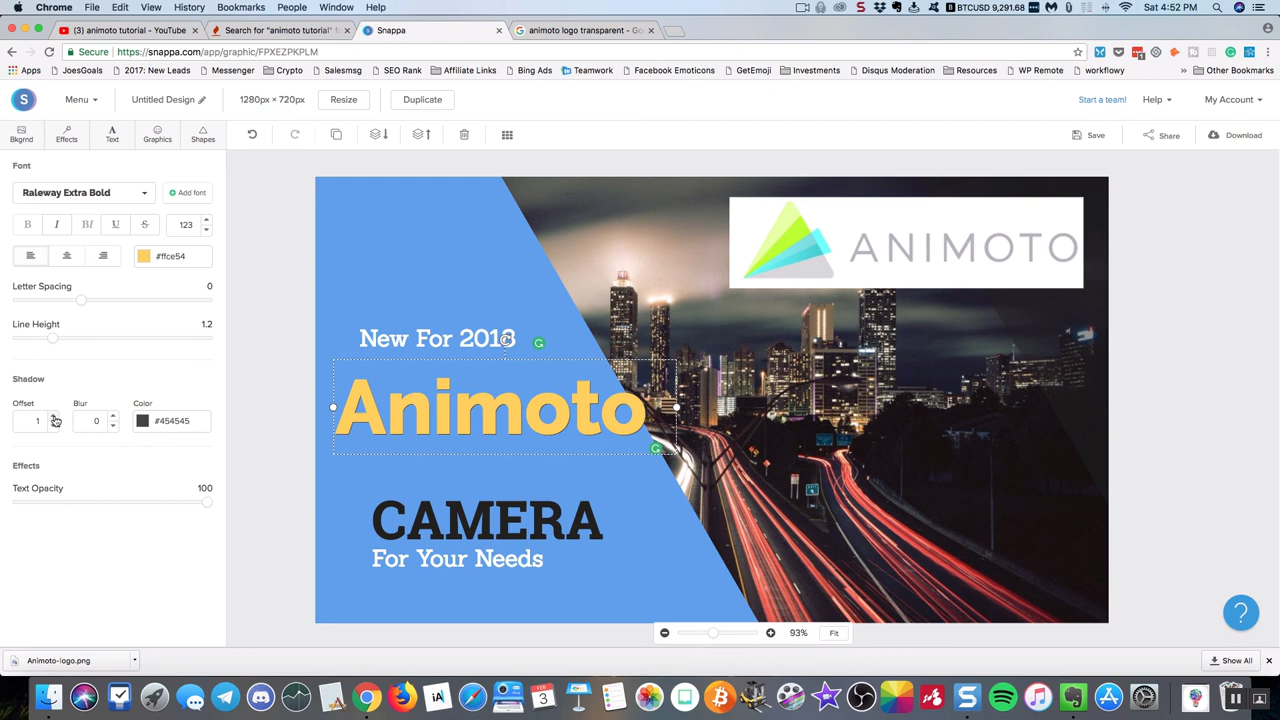 Chrome File Edit View History Bookmarks People Window Help
BTCUSD 9,291.68
Sat 4:52 PM
(3) animoto tutorial - YouTube
Search for "animoto tutorial"
Snappa
animoto logo transparent - Go
Secure https://snappa.com/app/graphic/FPXEZPKPLM
Apps JoesGoals 2017: New Leads Messenger Crypto Salesmsg SEO Rank Affiliate Links Bing Ads Teamwork Facebook Emoticons GetEmoji Investments Disqus Moderation Resources WP Remote workflowy » Other Bookmarks
S Menu Untitled Design 1280px × 720px Resize Duplicate Start a team! Help My Account
Bkgrnd Effects Text Graphics Shapes
Save Share Download
Font
Raleway Extra Bold
Add font
B I BI U S 123
#ffce54
Letter Spacing 0
Line Height 1.2
Shadow
Offset Blur Color
1 0 #454545
Effects
Text Opacity 100
ANIMOTO
New For 2018
Animoto
CAMERA
For Your Needs
93% Fit
?
Animoto-logo.png
Show All
FEB
3
iA